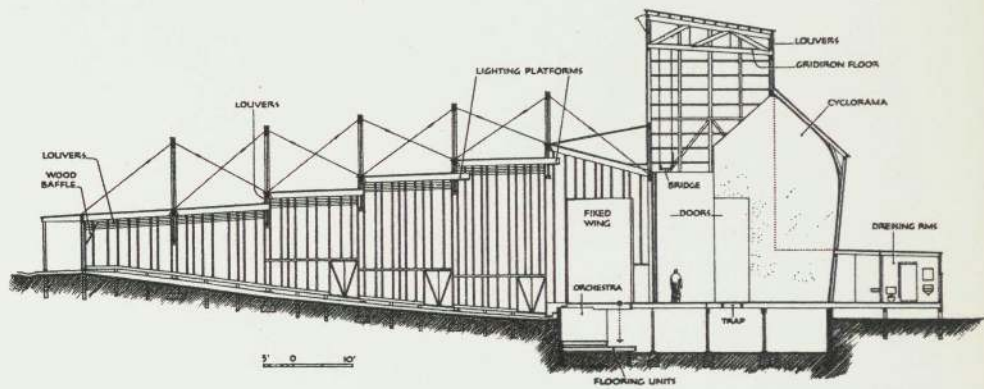 LOUVERS
GRIDIRON FLOOR
LIGHTING PLATFORMS
CYCLORAMA
LOUVERS
LOUVERS
WOOD
BAFFLE
BRIDGE
FIXED
WING
DOORS
DRESSING RMS
ORCHESTRA
TRAP
5' 0 10'
FLOORING UNITS